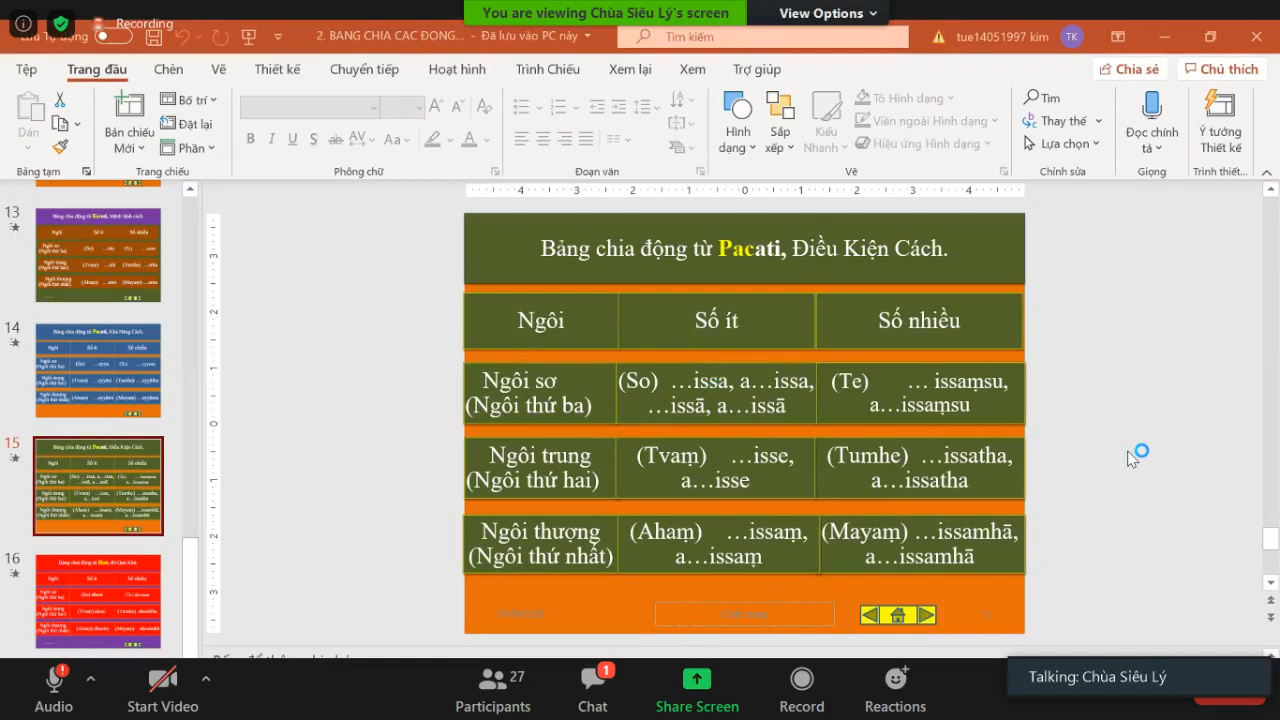 Recording
You are viewing Chùa Siêu Lý's screen
View Options
Lưu Tự động
2. BANG CHIA CAC ĐONG... - Đã lưu vào PC này
Tìm kiếm
tue14051997 kim
TK
Tệp Trang đầu Chèn Vẽ Thiết kế Chuyển tiếp Hoạt hình Trình Chiếu Xem lại Xem Trợ giúp
Chia sẻ
Chú thích
Dán
Bảng tạm
Bản chiếu Mới
Bố trí
Đặt lại
Phần
Trang chiếu
Phông chữ
Đoạn văn
Hình dạng
Sắp xếp
Kiểu Nhanh
Tô Hình dạng
Viền ngoài Hình dạng
Hiệu ứng Hình dạng
Vẽ
Tìm
Thay thế
Lựa chọn
Chỉnh sửa
Đọc chính tả
Giọng
Ý tưởng Thiết kế
Trình thiết...
13
14
15
16
Bảng chia động từ Pacati, Điều Kiện Cách.
Ngôi Số ít Số nhiều
Ngôi sơ
(Ngôi thứ ba)
(So) ...issa, a...issa,
...issā, a...issā
(Te) ... issaṃsu,
a...issaṃsu
Ngôi trung
(Ngôi thứ hai)
(Tvaṃ) ...isse,
a...isse
(Tumhe) ...issatha,
a...issatha
Ngôi thượng
(Ngôi thứ nhất)
(Ahaṃ) ...issaṃ,
a...issaṃ
(Mayaṃ) ...issamhā,
a...issamhā
Talking: Chùa Siêu Lý
Audio
Start Video
Participants
27
Chat
1
Share Screen
Record
Reactions